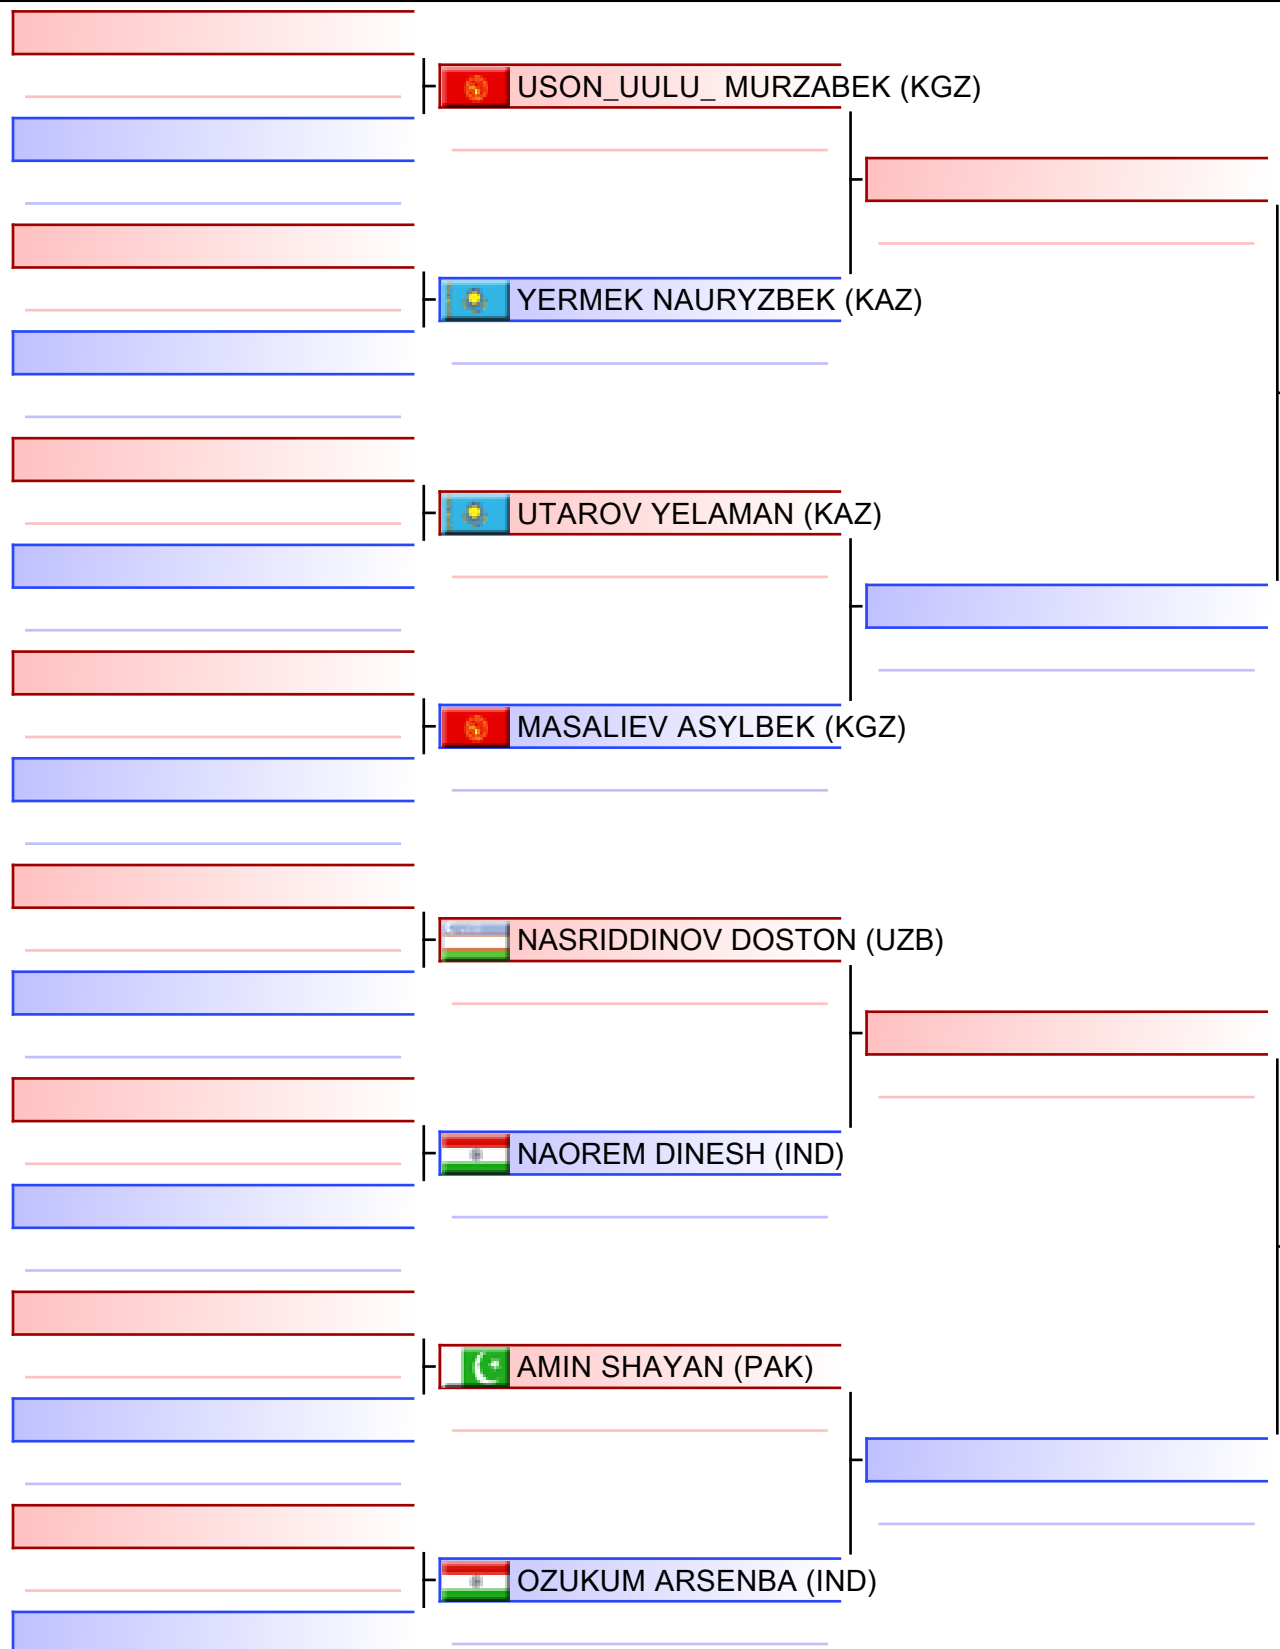 USON_UULU_ MURZABEK (KGZ)
YERMEK NAURYZBEK (KAZ)
UTAROV YELAMAN (KAZ)
MASALIEV ASYLBEK (KGZ)
NASRIDDINOV DOSTON (UZB)
NAOREM DINESH (IND)
AMIN SHAYAN (PAK)
OZUKUM ARSENBA (IND)